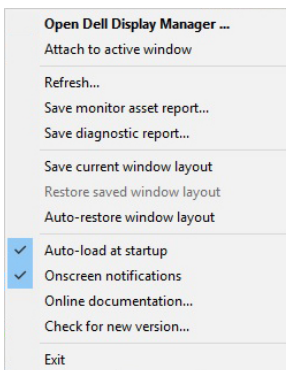 Open Dell Display Manager ...
Attach to active window
Refresh...
Save monitor asset report...
Save diagnostic report...
Save current window layout
Restore saved window layout
Auto-restore window layout
Auto-load at startup
Onscreen notifications
Online documentation...
Check for new version...
Exit